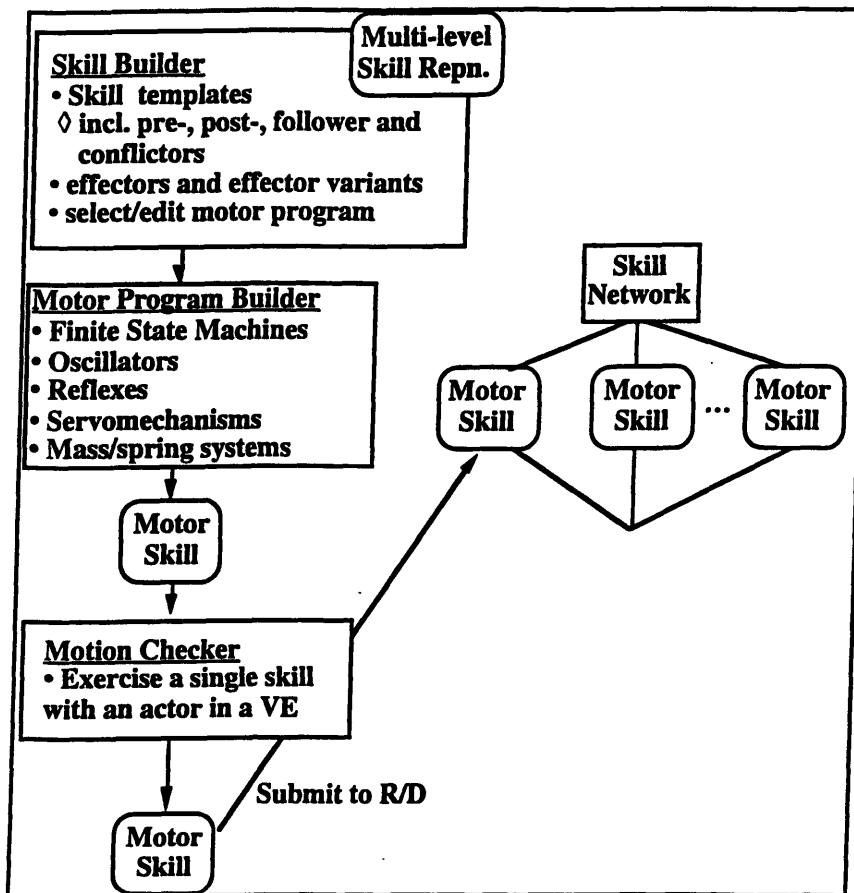 Multi-level
Skill Repn.
Skill Builder
• Skill templates
◊ incl. pre-, post-, follower and
conflictors
• effectors and effector variants
• select/edit motor program
Motor Program Builder
• Finite State Machines
• Oscillators
• Reflexes
• Servomechanisms
• Mass/spring systems
Motor
Skill
Motion Checker
• Exercise a single skill
with an actor in a VE
Motor
Skill
Submit to R/D
Skill
Network
Motor
Skill
Motor
Skill
...
Motor
Skill